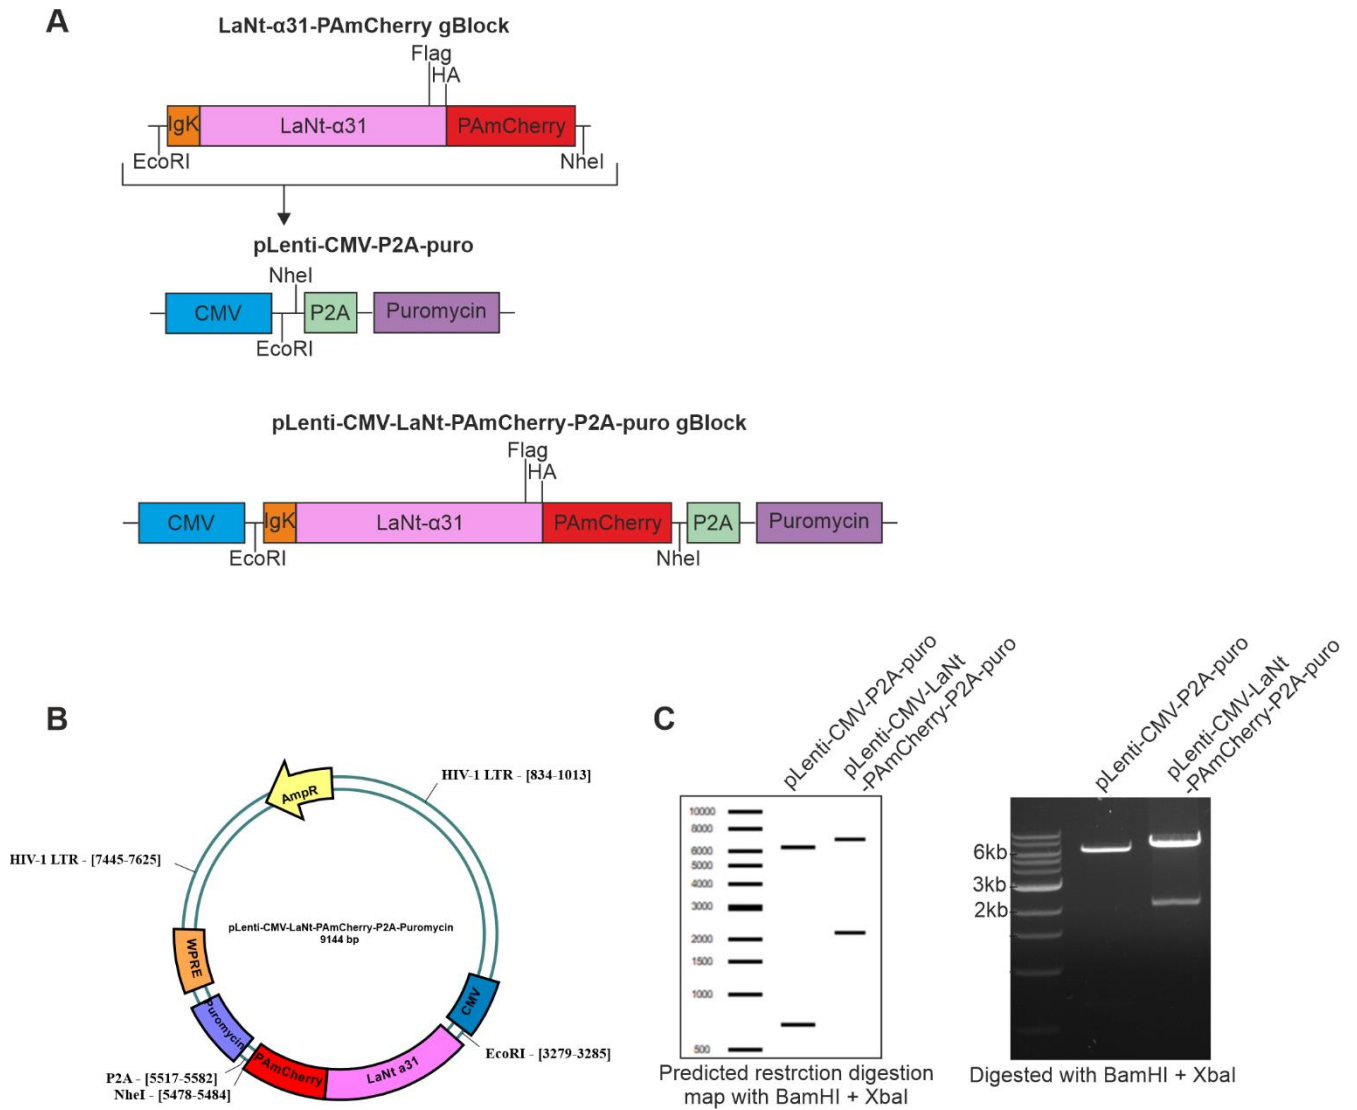 A
LaNt-α31-PAmCherry gBlock
Flag
HA
IgK
LaNt-α31
PAmCherry
EcoRI
NheI
pLenti-CMV-P2A-puro
NheI
CMV
P2A
Puromycin
EcoRI
pLenti-CMV-LaNt-PAmCherry-P2A-puro gBlock
Flag
HA
CMV
IgK
LaNt-α31
PAmCherry
P2A
Puromycin
EcoRI
NheI
B
AmpR
HIV-1 LTR - [834-1013]
HIV-1 LTR - [7445-7625]
pLenti-CMV-LaNt-PAmCherry-P2A-Puromycin
9144 bp
WPRE
Puromycin
CMV
PAmCherry
LaNt a31
EcoRI - [3279-3285]
P2A - [5517-5582]
NheI - [5478-5484]
C
pLenti-CMV-P2A-puro
pLenti-CMV-LaNt
-PAmCherry-P2A-puro
10000
8000
6000
5000
4000
3000
2000
1500
1000
500
Predicted restrction digestion
map with BamHI + XbaI
pLenti-CMV-P2A-puro
pLenti-CMV-LaNt
-PAmCherry-P2A-puro
6kb
3kb
2kb
Digested with BamHI + XbaI